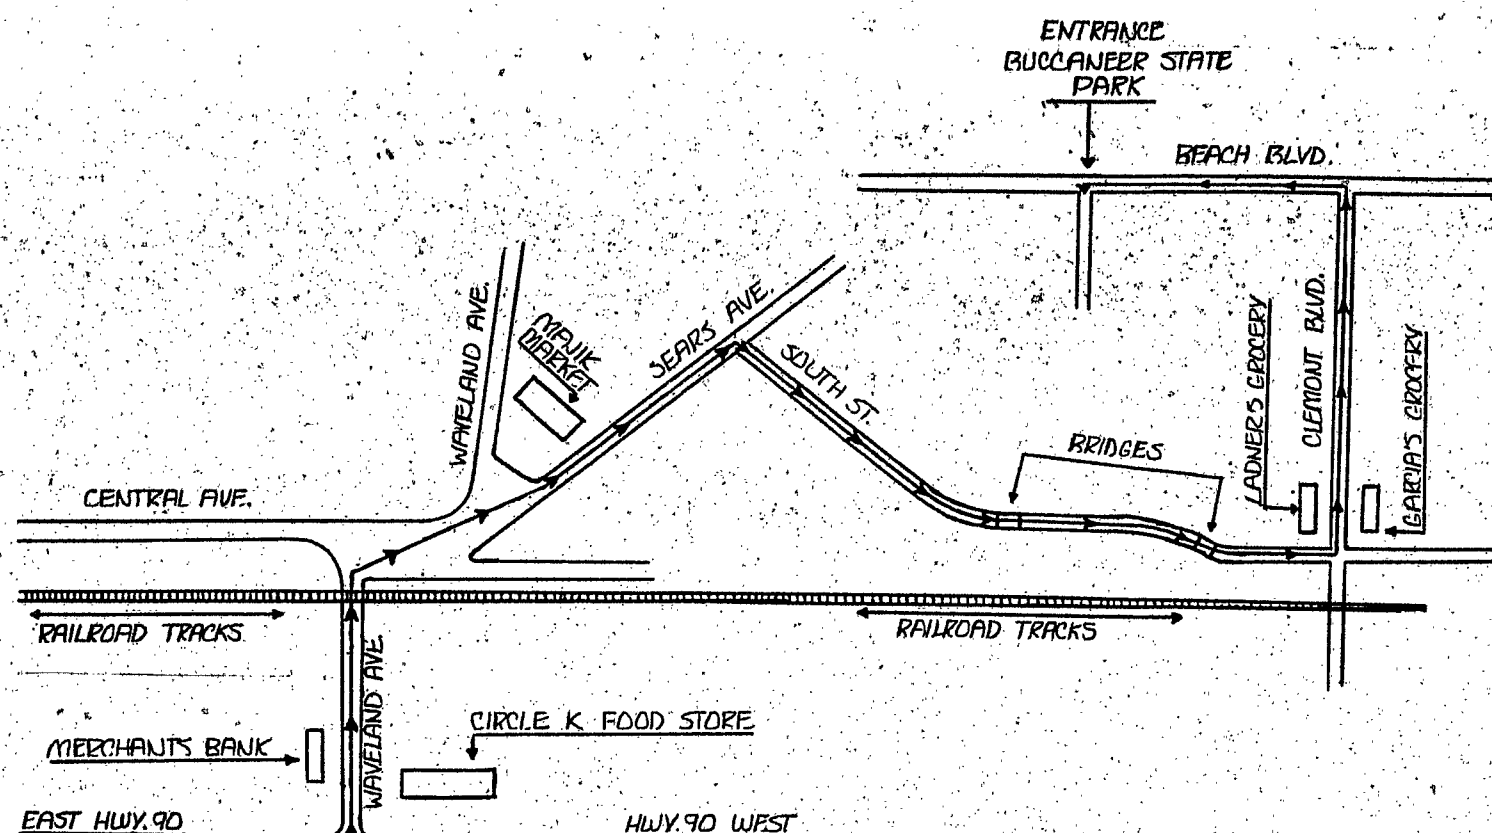 ENTRANCE
BUCCANEER STATE
PARK
BEACH BLVD.
WAVELAND AVE.
MAJIK
MARKET
SEARS AVE.
SOUTH ST.
BRIDGES
LADNER'S GROCERY
CLEMONT BLVD.
GARCIA'S GROCERY
CENTRAL AVE.
RAILROAD TRACKS
RAILROAD TRACKS
WAVELAND AVE
MERCHANTS BANK
CIRCLE K FOOD STORE
EAST HWY.90
HWY.90 WEST